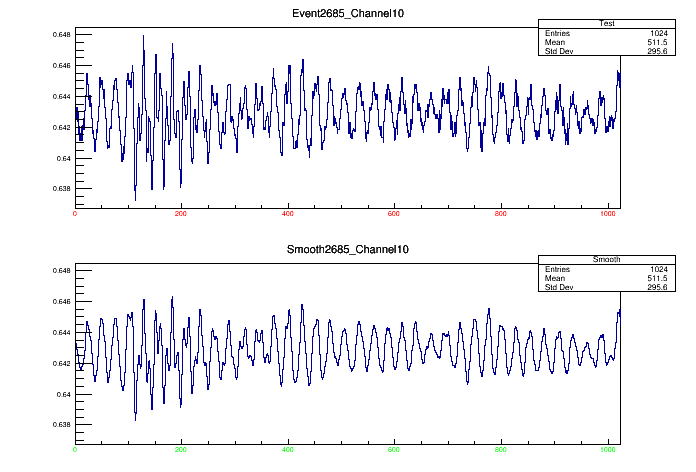 Event2685_Channel10
Test
Entries 1024
Mean 511.5
Std Dev 295.6
0.648
0.646
0.644
0.642
0.64
0.638
0 200 400 600 800 1000
Smooth2685_Channel10
Smooth
Entries 1024
Mean 511.5
Std Dev 295.6
0.648
0.646
0.644
0.642
0.64
0.638
0 200 400 600 800 1000